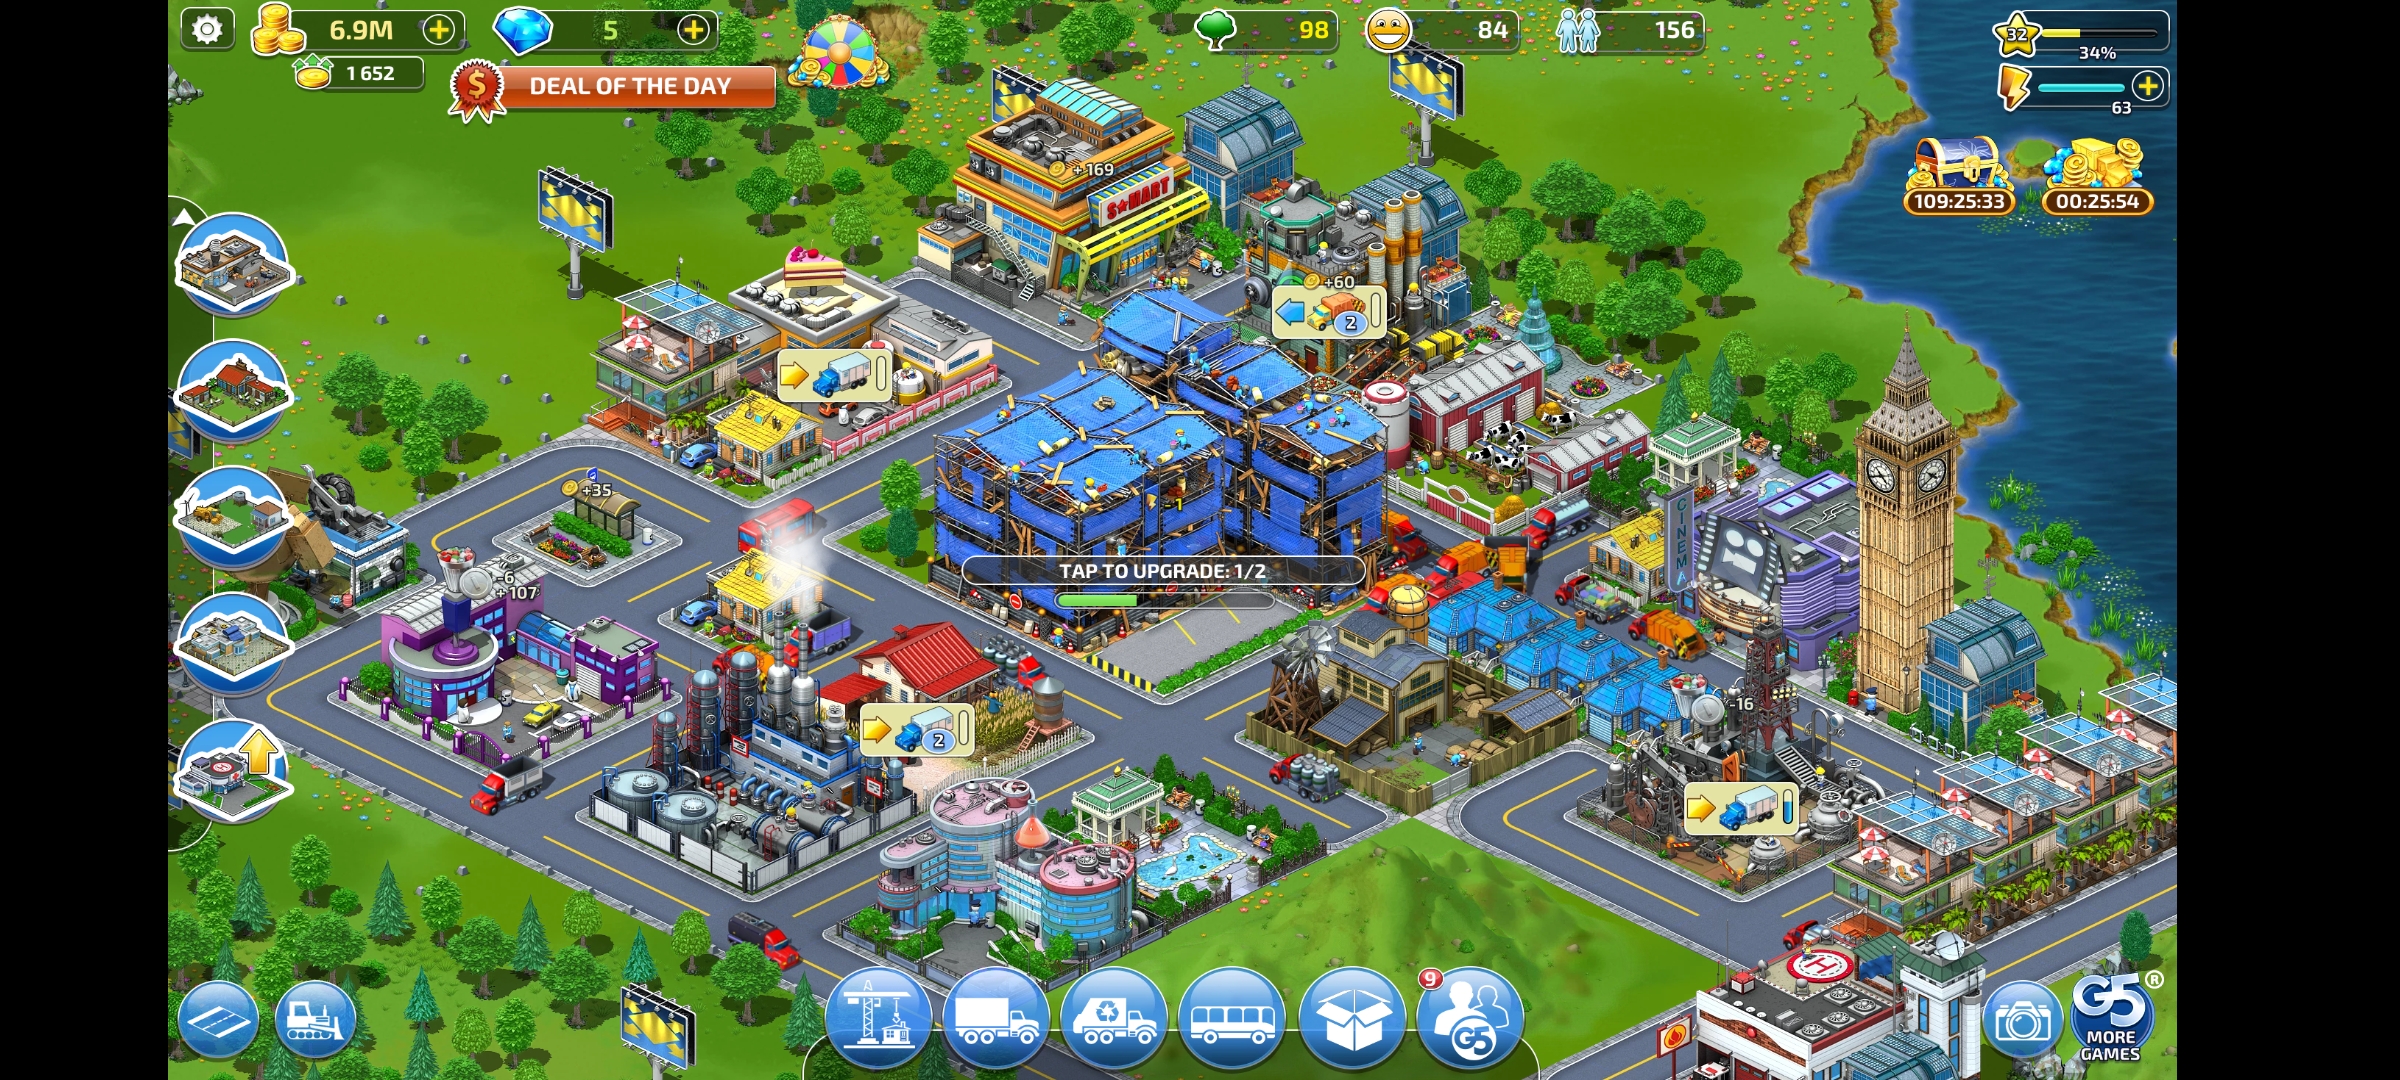 6.9M
5
98
84
156
32
34%
1 652
DEAL OF THE DAY
63
+169
S★MART
109:25:33
00:25:54
+60
2
+35
-1
TAP TO UPGRADE: 1/2
CINEMA
-6
+107
-16
2
H
9
G5
G5®
MORE
GAMES